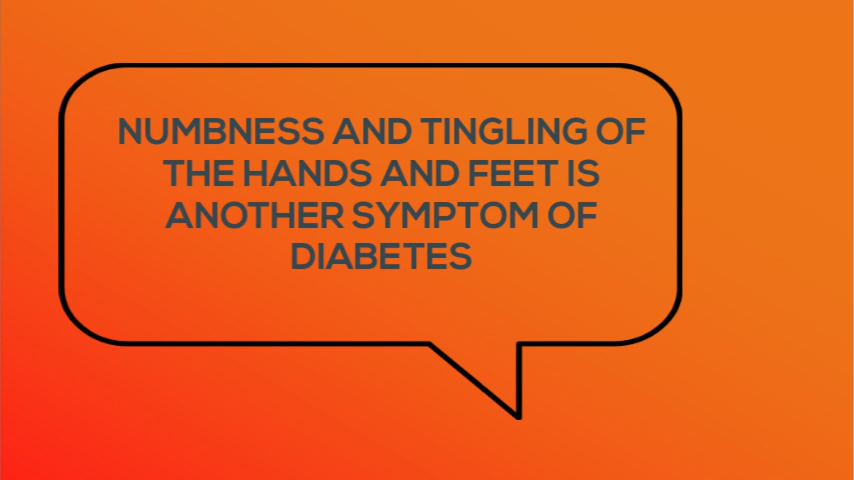 NUMBNESS AND TINGLING OF
THE HANDS AND FEET IS
ANOTHER SYMPTOM OF
DIABETES